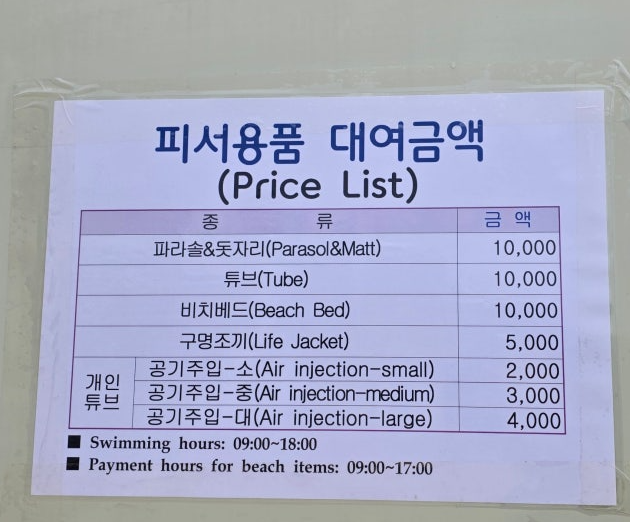 피서용품 대여금액
(Price List)
종 류 금 액
파라솔&돗자리(Parasol&Matt) 10,000
튜브(Tube) 10,000
비치베드(Beach Bed) 10,000
구명조끼(Life Jacket) 5,000
개인 튜브
공기주입-소(Air injection-small) 2,000
공기주입-중(Air injection-medium) 3,000
공기주입-대(Air injection-large) 4,000
■ Swimming hours: 09:00~18:00
■ Payment hours for beach items: 09:00~17:00